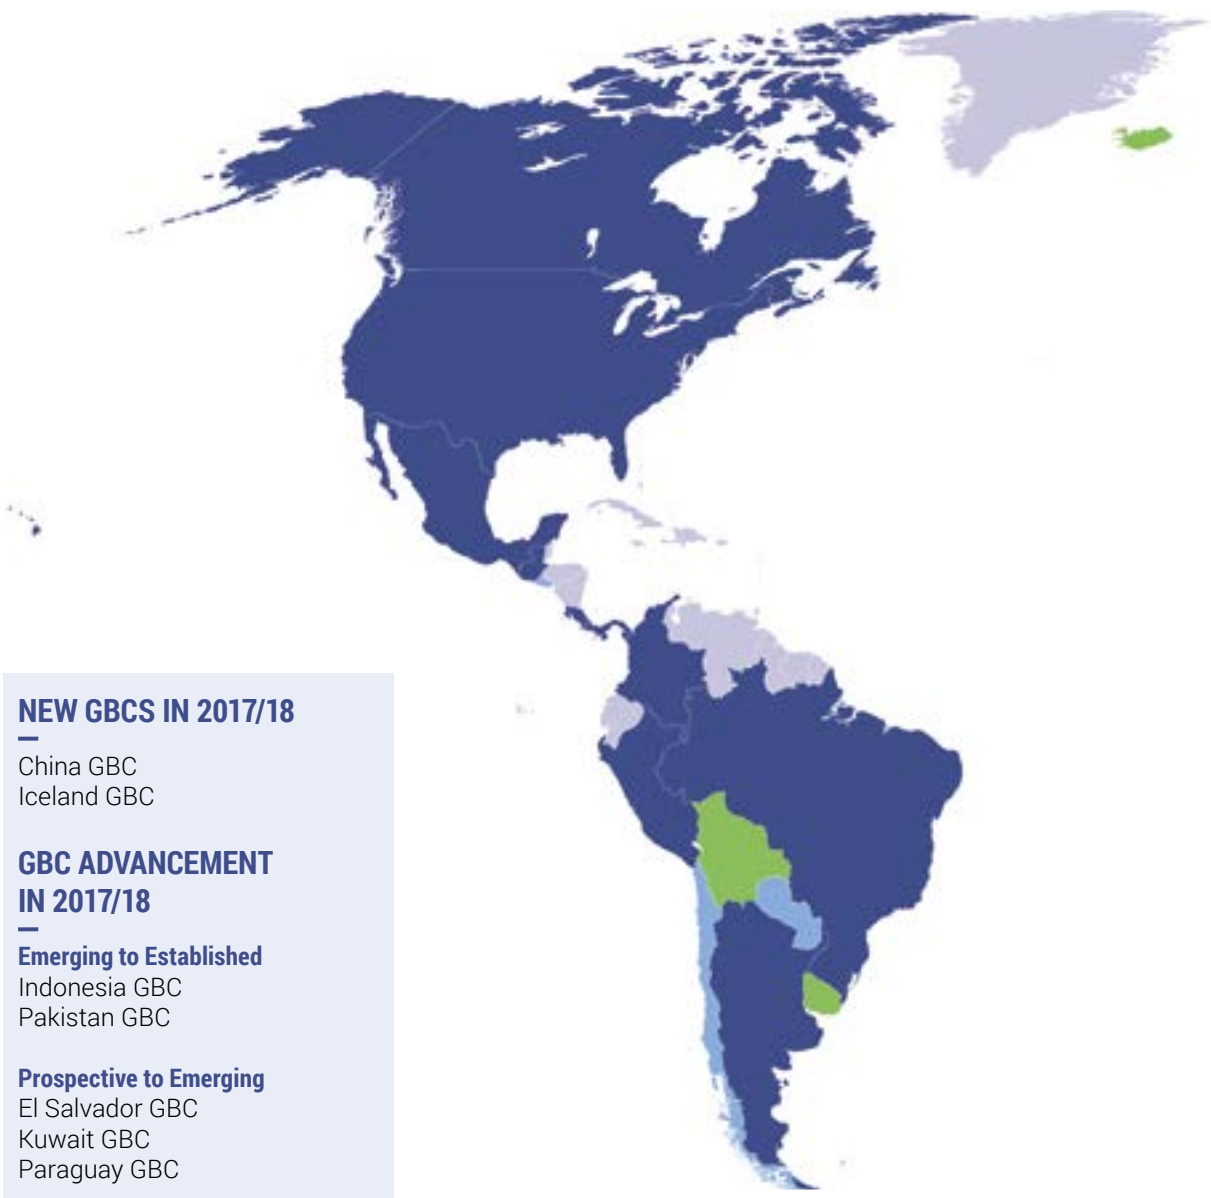 NEW GBCS IN 2017/18
China GBC
Iceland GBC
GBC ADVANCEMENT
IN 2017/18
Emerging to Established
Indonesia GBC
Pakistan GBC
Prospective to Emerging
El Salvador GBC
Kuwait GBC
Paraguay GBC